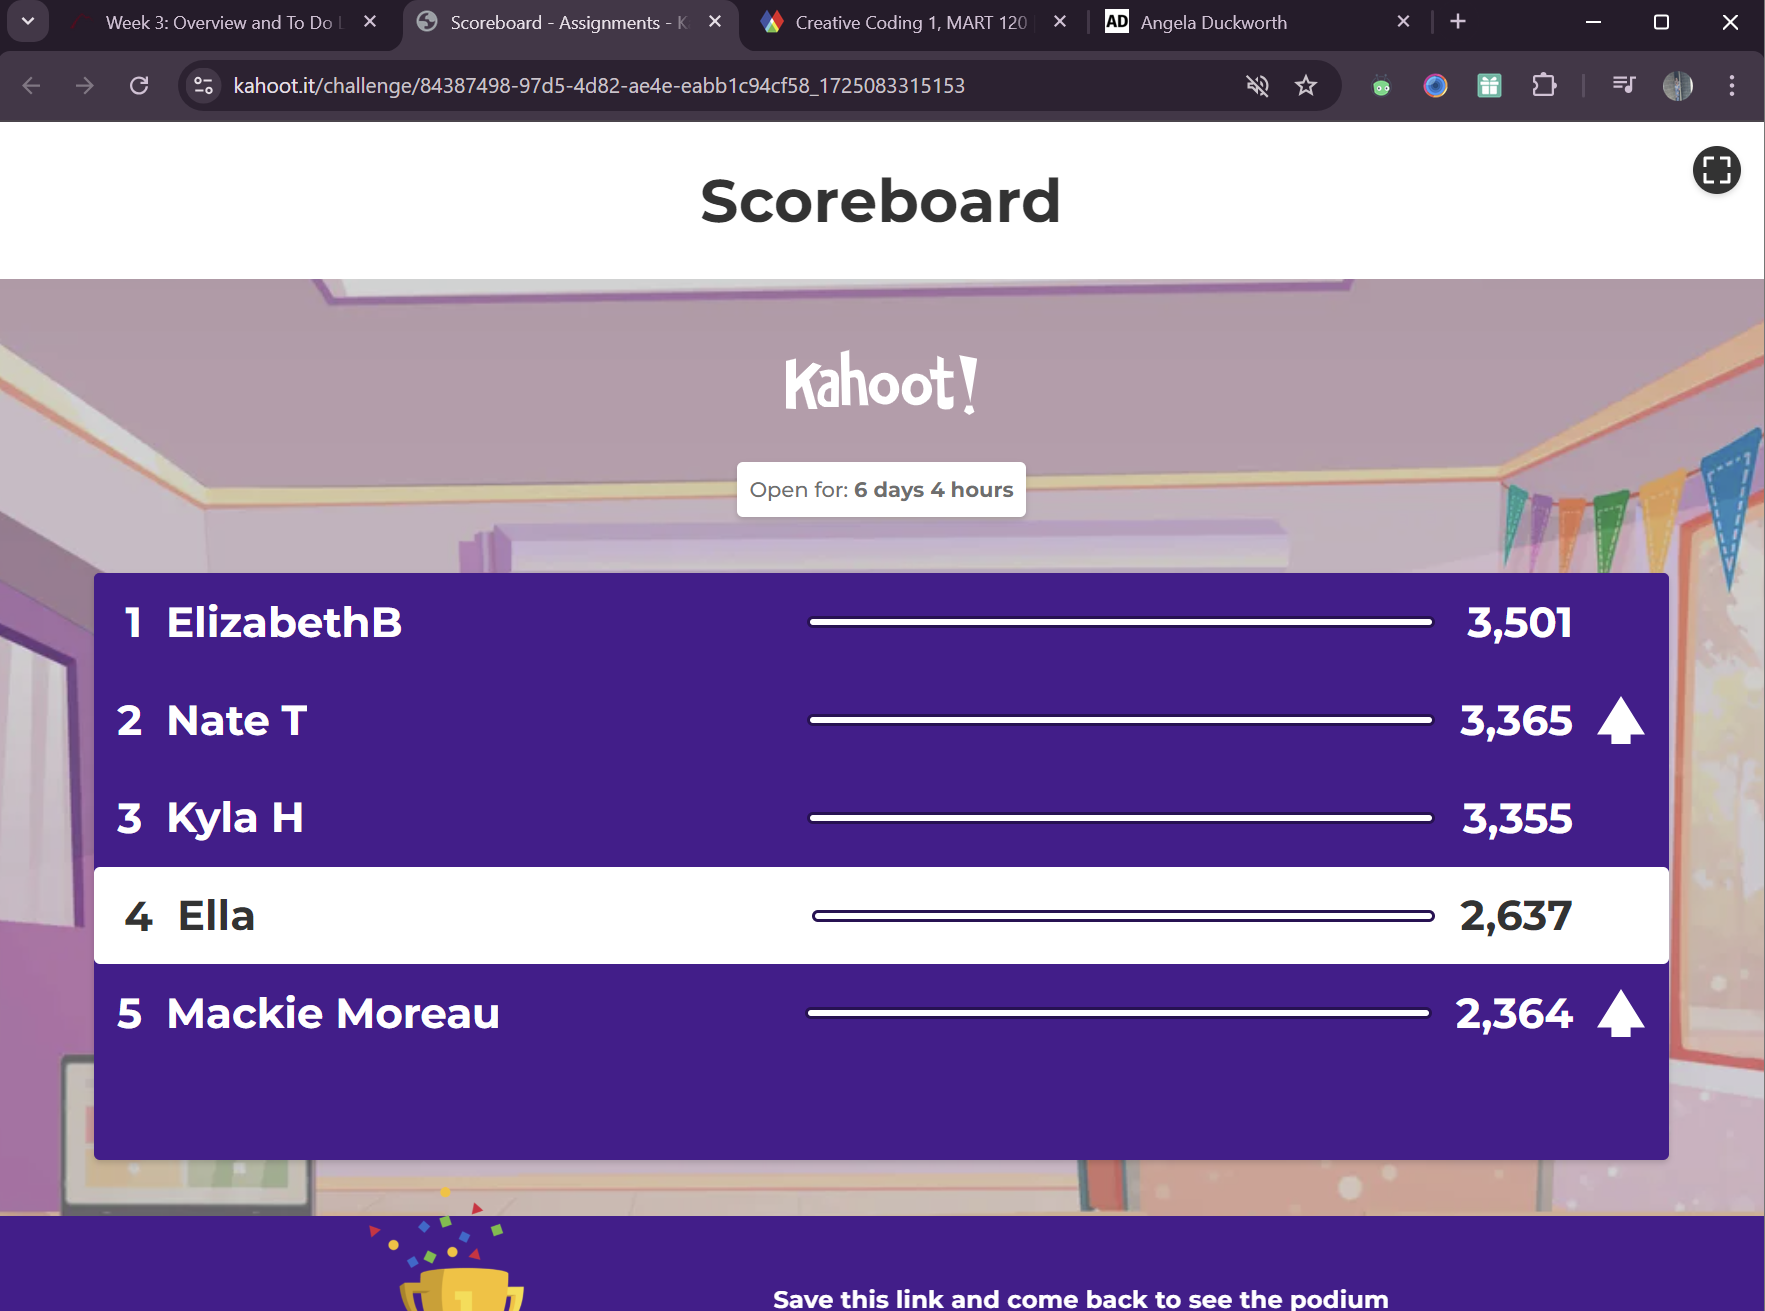 Week 3: Overview and To Do L
Scoreboard - Assignments - K
Creative Coding 1, MART 120
AD Angela Duckworth
kahoot.it/challenge/84387498-97d5-4d82-ae4e-eabb1c94cf58_1725083315153
Scoreboard
Kahoot!
Open for: 6 days 4 hours
1 ElizabethB 3,501
2 Nate T 3,365
3 Kyla H 3,355
4 Ella 2,637
5 Mackie Moreau 2,364
1
Save this link and come back to see the podium